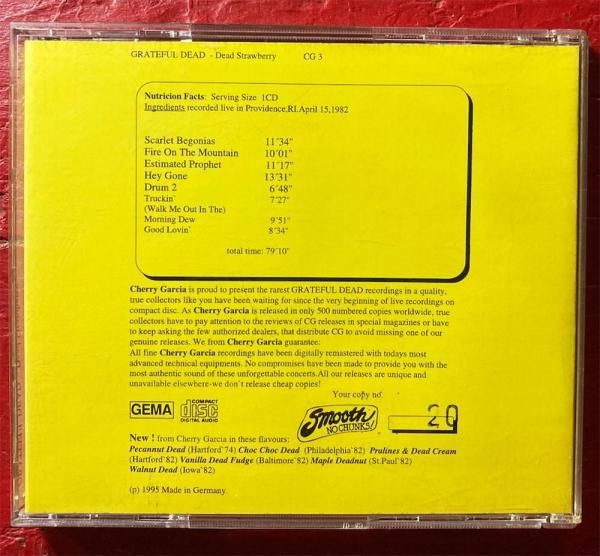 GRATEFUL DEAD - Dead Strawberry CG 3
Nutricion Facts: Serving Size 1CD
Ingredients recorded live in Providence,RI.April 15,1982
Scarlet Begonias 11´34"
Fire On The Mountain 10´01"
Estimated Prophet 11´17"
Hey Gone 13´31"
Drum 2 6´48"
Truckin` 7´27"
(Walk Me Out In The)
Morning Dew 9´51"
Good Lovin` 8´34"
total time: 79´10"
Cherry Garcia is proud to present the rarest GRATEFUL DEAD recordings in a quality,
true collectors like you have been waiting for since the very beginning of live recordings on
compact disc. As Cherry Garcia is released in only 500 numbered copies worldwide, true
collectors have to pay attention to the reviews of CG releases in special magazines or have
to keep asking the few authorized dealers, that distribute CG to avoid missing one of our
genuine releases. We from Cherry Garcia guarantee:
All fine Cherry Garcia recordings have been digitally remastered with todays most
advanced technical equipments. No compromises have been made to provide you with the
most authentic sound of these unforgettable concerts.All our releases are unique and
unavailable elsewhere-we don`t release cheap copies!
Your copy no.
GEMA COMPACT disc DIGITAL AUDIO Smooth NO CHUNKS! 20
New ! from Cherry Garcia in these flavours:
Pecannut Dead (Hartford´74) Choc Choc Dead (Philadelphia´82) Pralines & Dead Cream
(Hartford´82) Vanilla Dead Fudge (Baltimore´82) Maple Deadnut (St.Paul´82)
Walnut Dead (Iowa´82)
(p) 1995 Made in Germany.